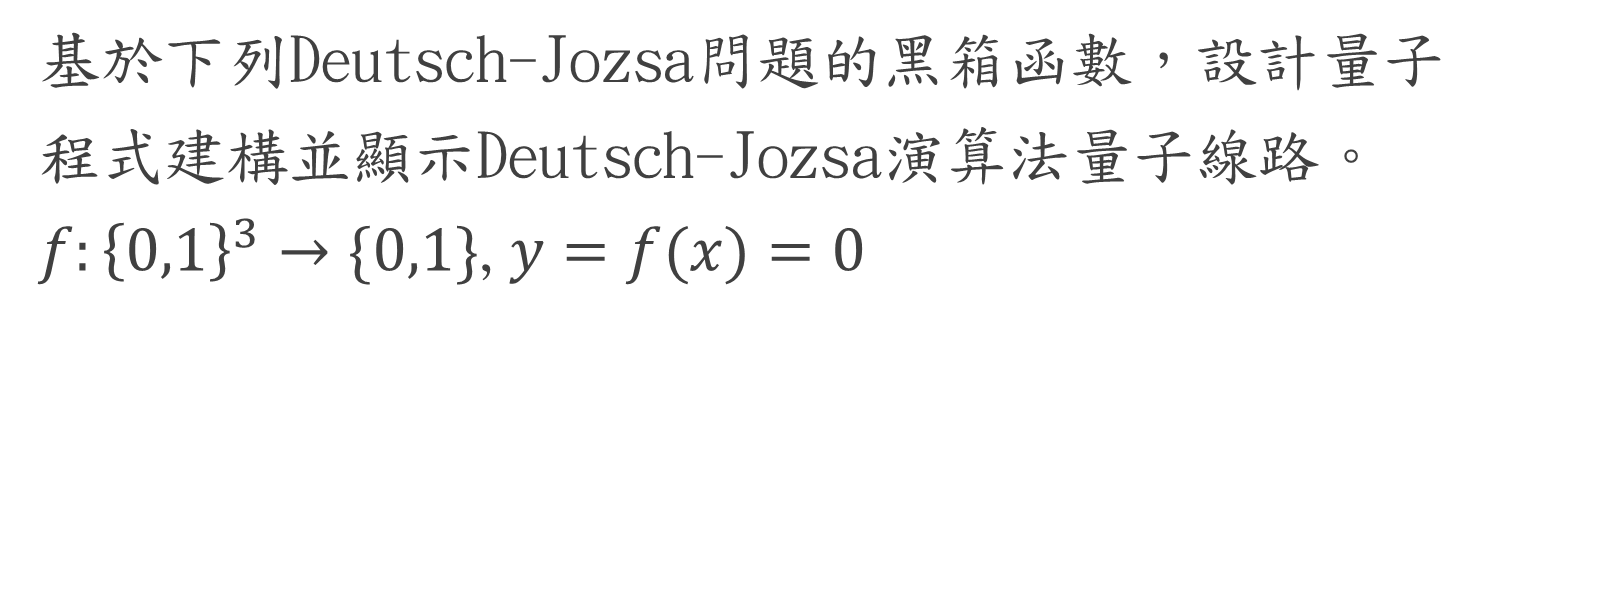 基於下列Deutsch-Jozsa問題的黑箱函數，設計量子
程式建構並顯示Deutsch-Jozsa演算法量子線路。
f:{0,1}³ → {0,1}, y = f(x) = 0